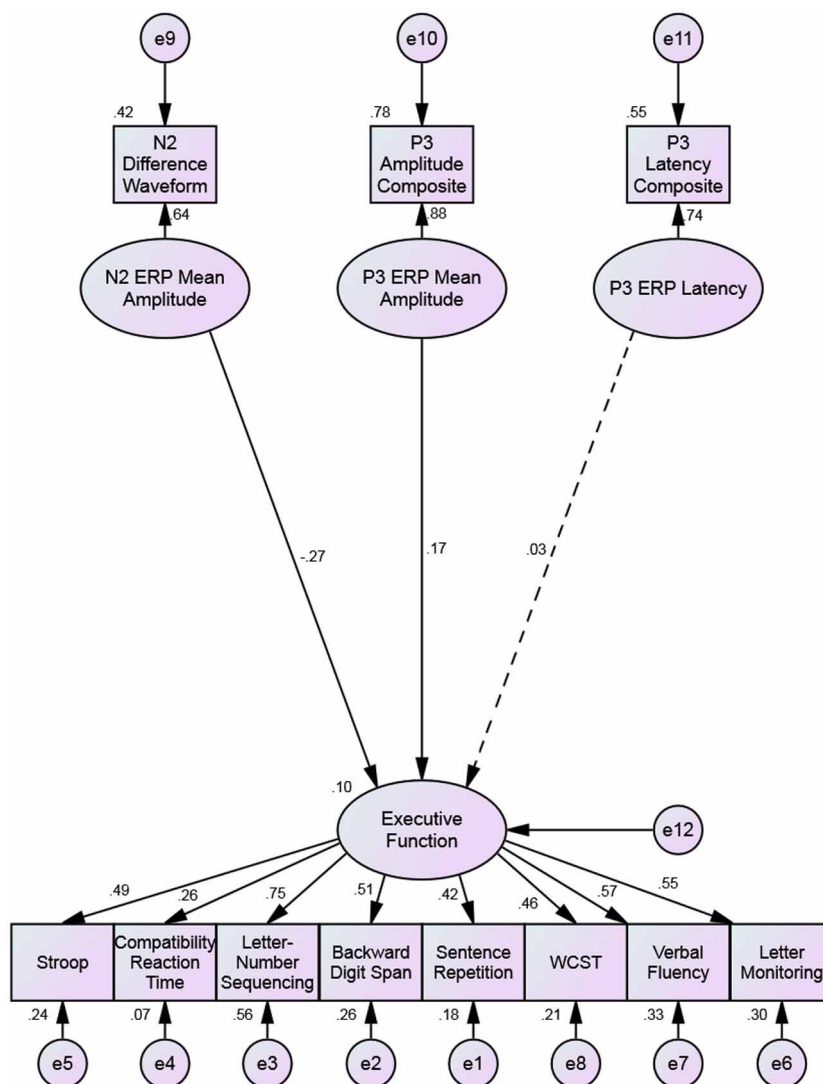 e9
e10
e11
.42
.78
.55
N2
Difference
Waveform
P3
Amplitude
Composite
P3
Latency
Composite
.64
.88
.74
N2 ERP Mean
Amplitude
P3 ERP Mean
Amplitude
P3 ERP Latency
-.27
.17
.03
.10
Executive
Function
e12
.49
.26
.75
.51
.42
.46
.57
.55
Stroop
Compatibility
Reaction
Time
Letter-
Number
Sequencing
Backward
Digit Span
Sentence
Repetition
WCST
Verbal
Fluency
Letter
Monitoring
.24
.07
.56
.26
.18
.21
.33
.30
e5
e4
e3
e2
e1
e8
e7
e6